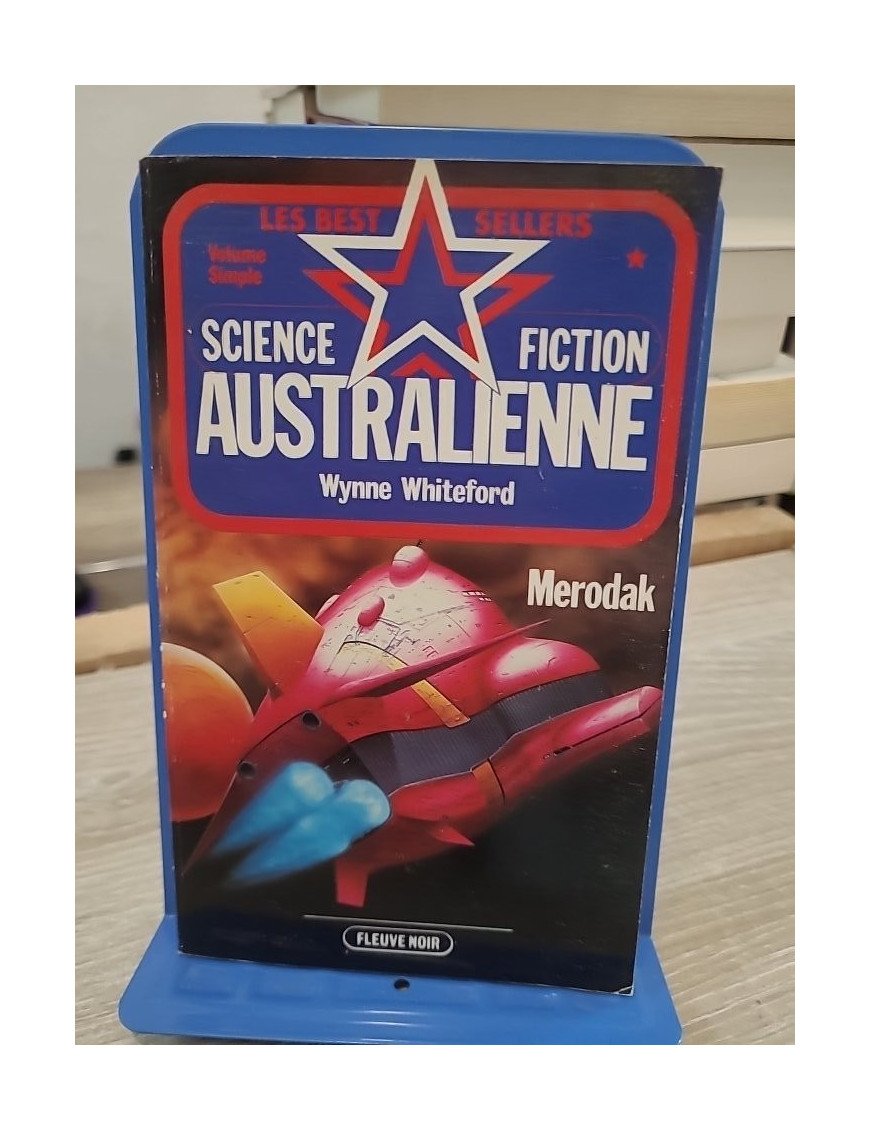 LES BEST SELLERS
Volume
Simple
SCIENCE FICTION
AUSTRALIENNE
Wynne Whiteford
Merodak
FLEUVE NOIR